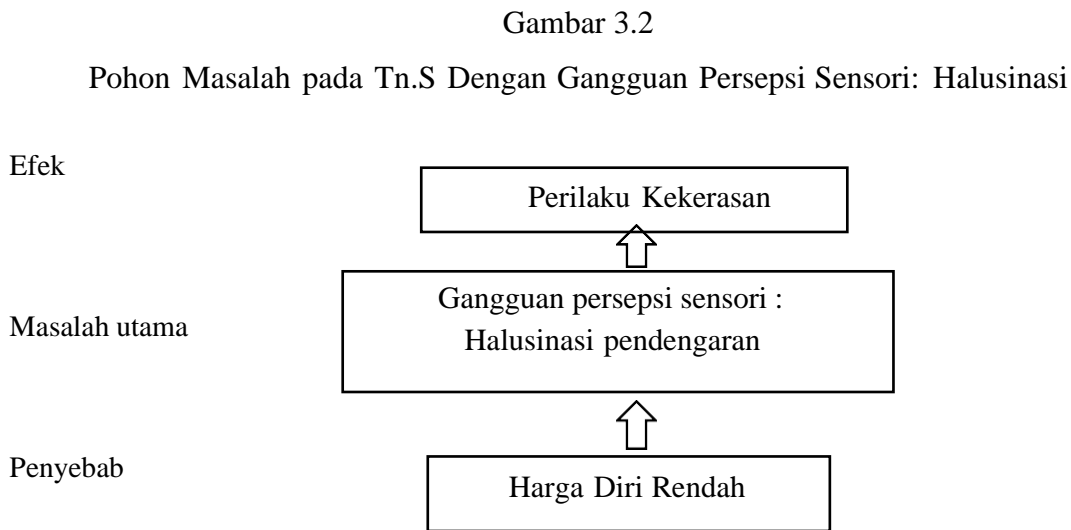 Gambar 3.2
Pohon Masalah pada Tn.S Dengan Gangguan Persepsi Sensori: Halusinasi
Efek
Perilaku Kekerasan
Gangguan persepsi sensori :
Masalah utama
Halusinasi pendengaran
Penyebab
Harga Diri Rendah